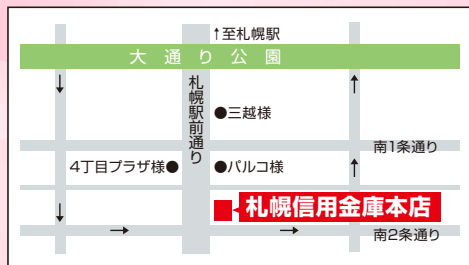 ↑至札幌駅
大通り公園
札幌駅前通り
●三越様
南1条通り
4丁目プラザ様●
●パルコ様
札幌信用金庫本店
南2条通り